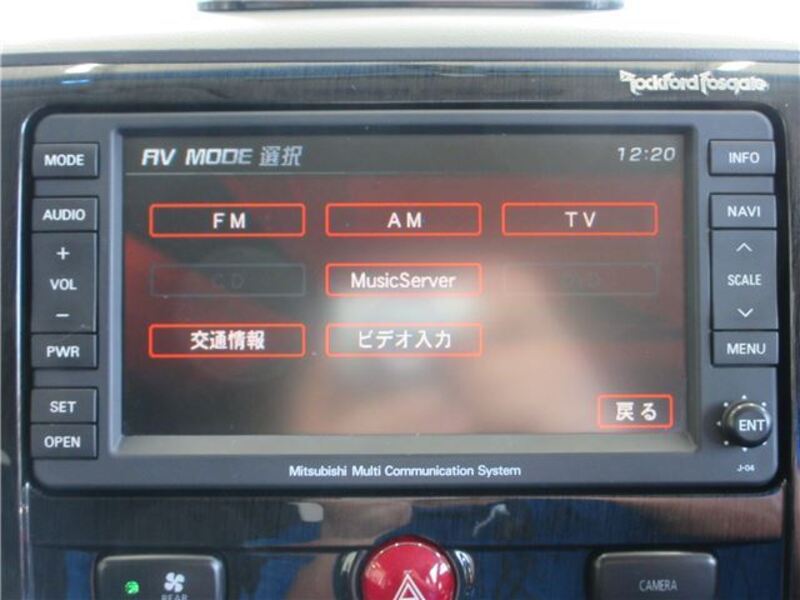 Rockford Fosgate
MODE
AV MODE 選択
12:20
INFO
AUDIO
FM
AM
TV
NAVI
+
VOL
−
CD
MusicServer
SCALE
PWR
交通情報
ビデオ入力
MENU
SET
戻る
ENT
OPEN
Mitsubishi Multi Communication System
J-04
REAR
CAMERA